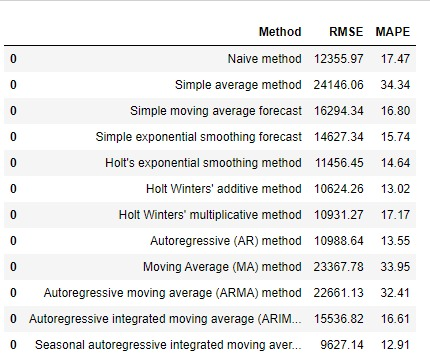 Method RMSE MAPE
0 Naive method 12355.97 17.47
0 Simple average method 24146.06 34.34
0 Simple moving average forecast 16294.34 16.80
0 Simple exponential smoothing forecast 14627.34 15.74
0 Holt's exponential smoothing method 11456.45 14.64
0 Holt Winters' additive method 10624.26 13.02
0 Holt Winters' multiplicative method 10931.27 17.17
0 Autoregressive (AR) method 10988.64 13.55
0 Moving Average (MA) method 23367.78 33.95
0 Autoregressive moving average (ARMA) method 22661.13 32.41
0 Autoregressive integrated moving average (ARIM... 15536.82 16.61
0 Seasonal autoregressive integrated moving aver... 9627.14 12.91